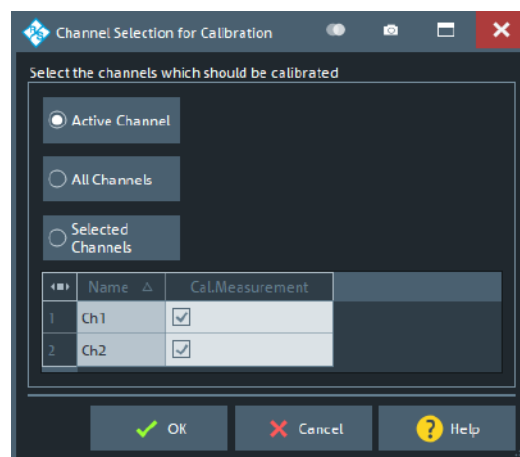 Channel Selection for Calibration
Select the channels which should be calibrated
Active Channel
All Channels
Selected
Channels
Name Cal.Measurement
1 Ch1
2 Ch2
OK Cancel ? Help